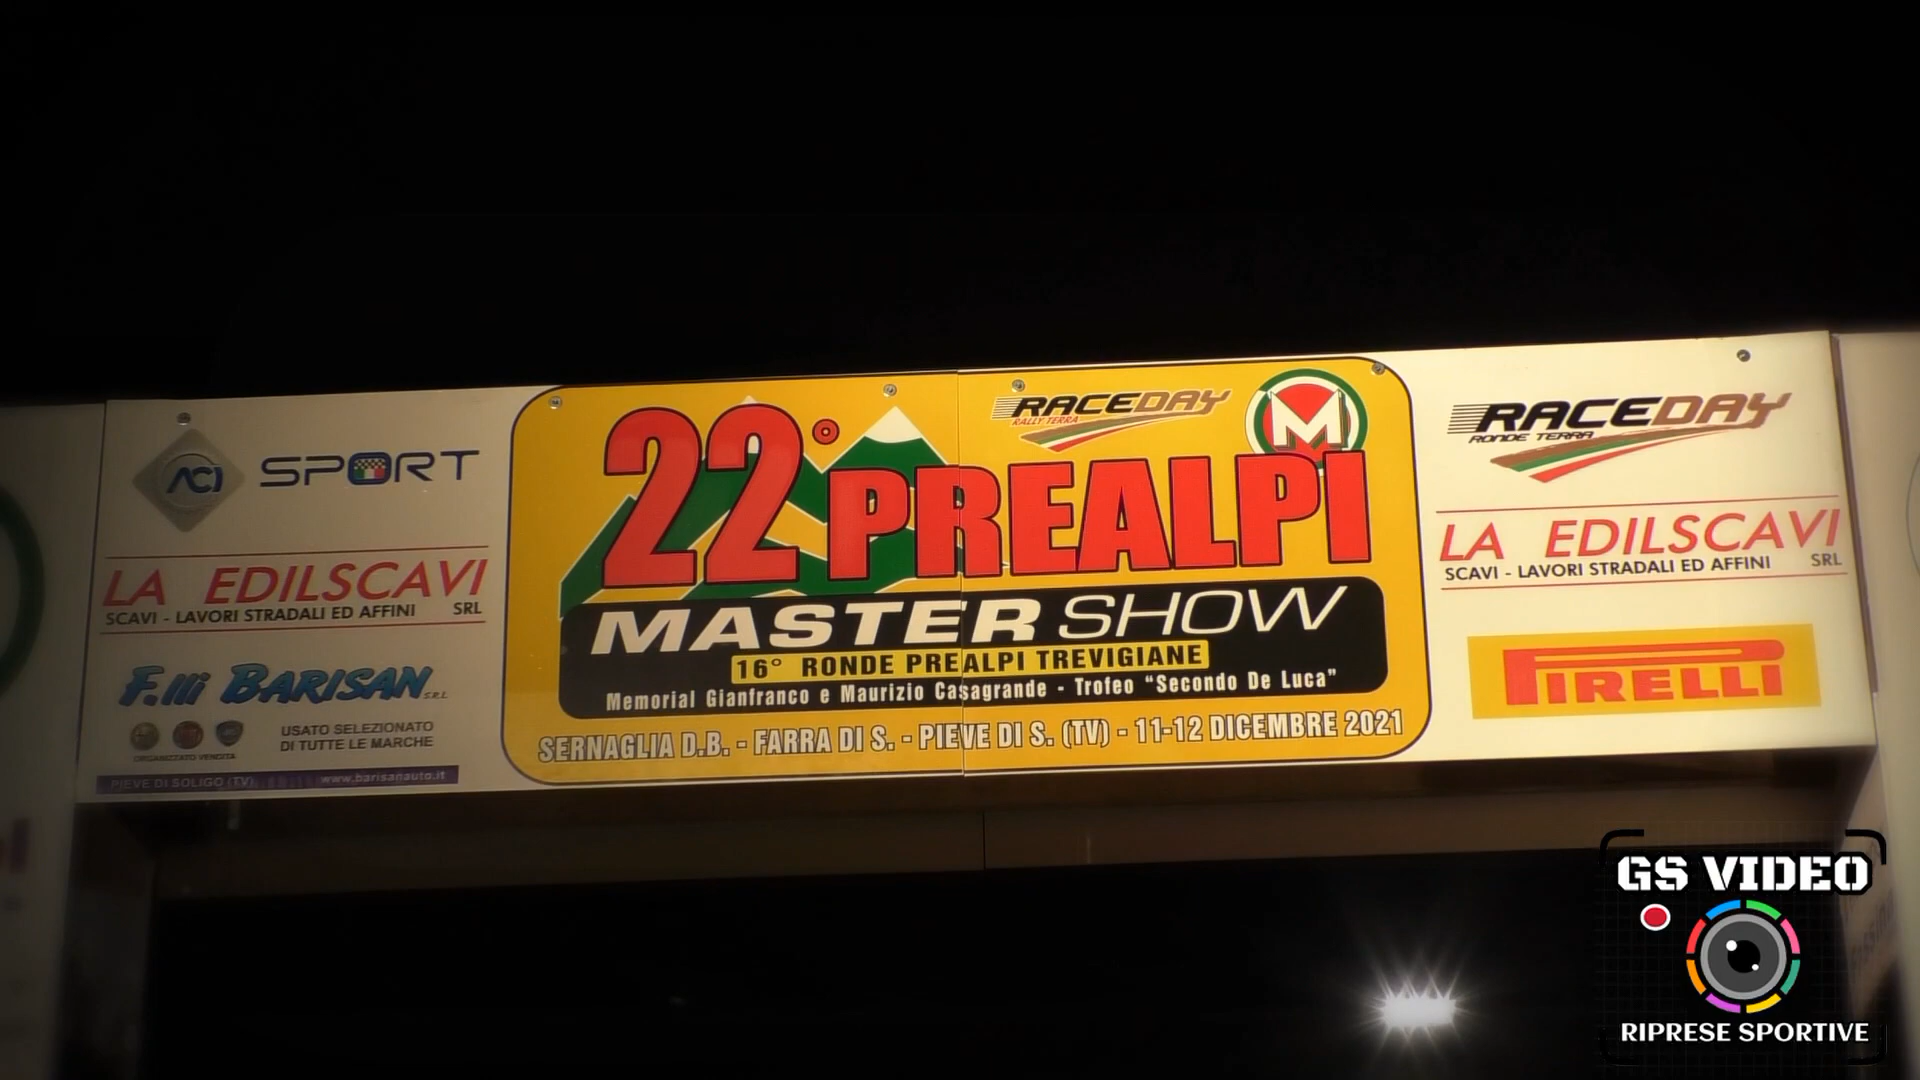 ACI SPORT
LA EDILSCAVI
SCAVI - LAVORI STRADALI ED AFFINI SRL
F.lli BARISAN S.R.L.
ORGANIZZATO VENDITA
USATO SELEZIONATO
DI TUTTE LE MARCHE
PIEVE DI SOLIGO (TV) www.barisanauto.it
22° PREALPI
RACEDAY
RALLY TERRA
M
MASTER SHOW
16° RONDE PREALPI TREVIGIANE
Memorial Gianfranco e Maurizio Casagrande - Trofeo "Secondo De Luca"
SERNAGLIA D.B. - FARRA DI S. - PIEVE DI S. (TV) - 11-12 DICEMBRE 2021
RACEDAY
RONDE TERRA
LA EDILSCAVI
SCAVI - LAVORI STRADALI ED AFFINI SRL
PIRELLI
GS VIDEO
RIPRESE SPORTIVE